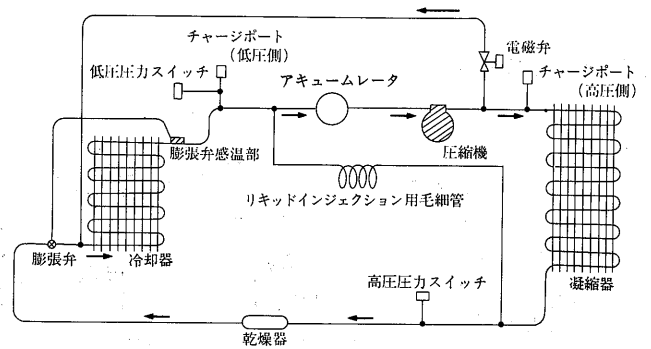 チャージポート
(低圧側)
電磁弁
低圧圧力スイッチ
アキュームレータ
チャージポート
(高圧側)
膨張弁感温部
圧縮機
リキッドインジェクション用毛細管
膨張弁
冷却器
高圧圧力スイッチ
凝縮器
乾燥器